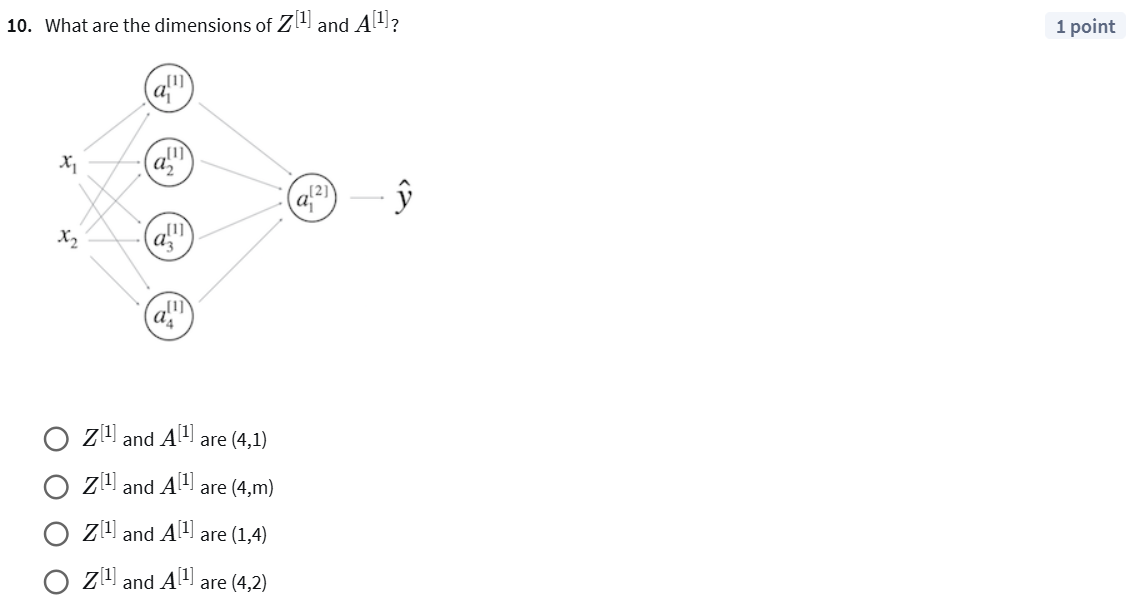 10. What are the dimensions of Z^[1] and A^[1]?
1 point
a_1^[1]
x_1
a_2^[1]
a_1^[2]
ŷ
x_2
a_3^[1]
a_4^[1]
Z^[1] and A^[1] are (4,1)
Z^[1] and A^[1] are (4,m)
Z^[1] and A^[1] are (1,4)
Z^[1] and A^[1] are (4,2)